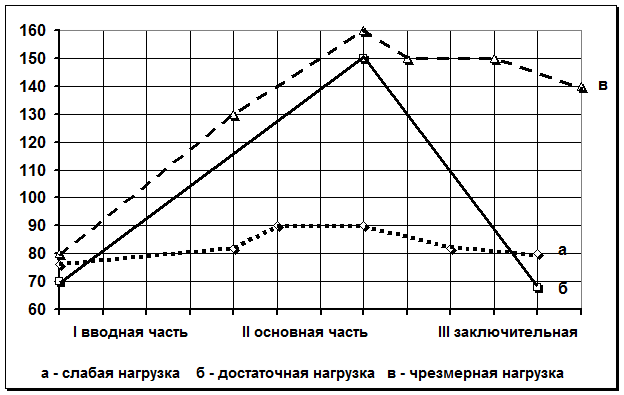 160
150
140
в
130
120
110
100
90
80
а
70
б
60
I вводная часть II основная часть III заключительная
а - слабая нагрузка б - достаточная нагрузка в - чрезмерная нагрузка